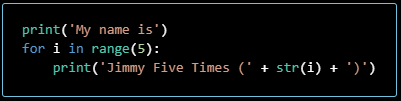 print('My name is')
for i in range(5):
    print('Jimmy Five Times (' + str(i) + ')')